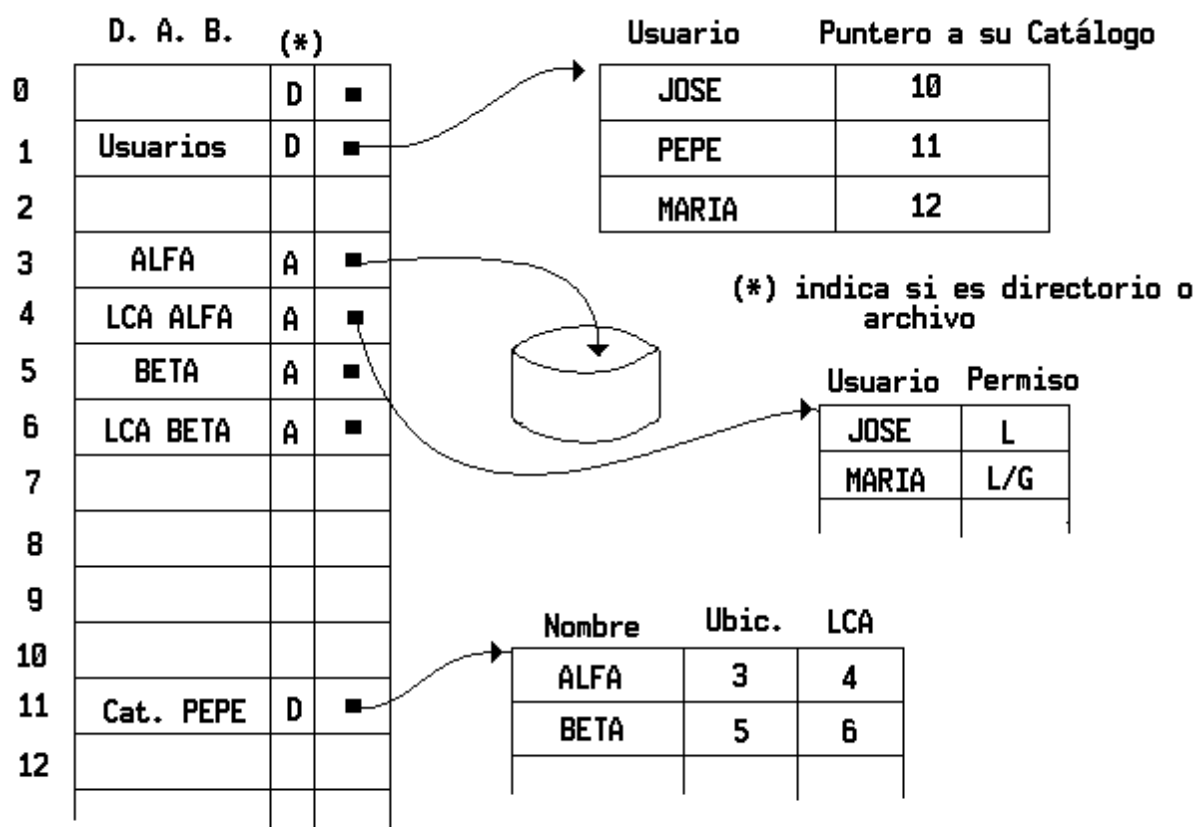 D. A. B. (*)
0 D
1 Usuarios D
2
3 ALFA A
4 LCA ALFA A
5 BETA A
6 LCA BETA A
7
8
9
10
11 Cat. PEPE D
12
Usuario Puntero a su Catálogo
JOSE 10
PEPE 11
MARIA 12
(*) indica si es directorio o
archivo
Usuario Permiso
JOSE L
MARIA L/G
Nombre Ubic. LCA
ALFA 3 4
BETA 5 6